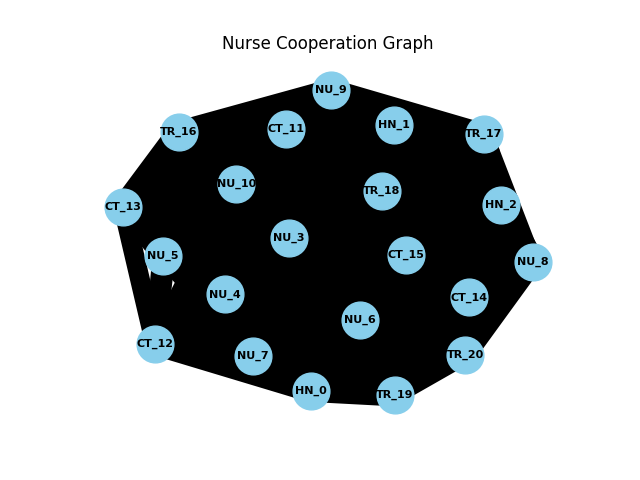 Nurse Cooperation Graph
NU_9
CT_11
HN_1
TR_16
TR_17
NU_10
TR_18
CT_13
HN_2
NU_3
NU_5
CT_15
NU_8
NU_4
CT_14
NU_6
CT_12
NU_7
TR_20
HN_0
TR_19